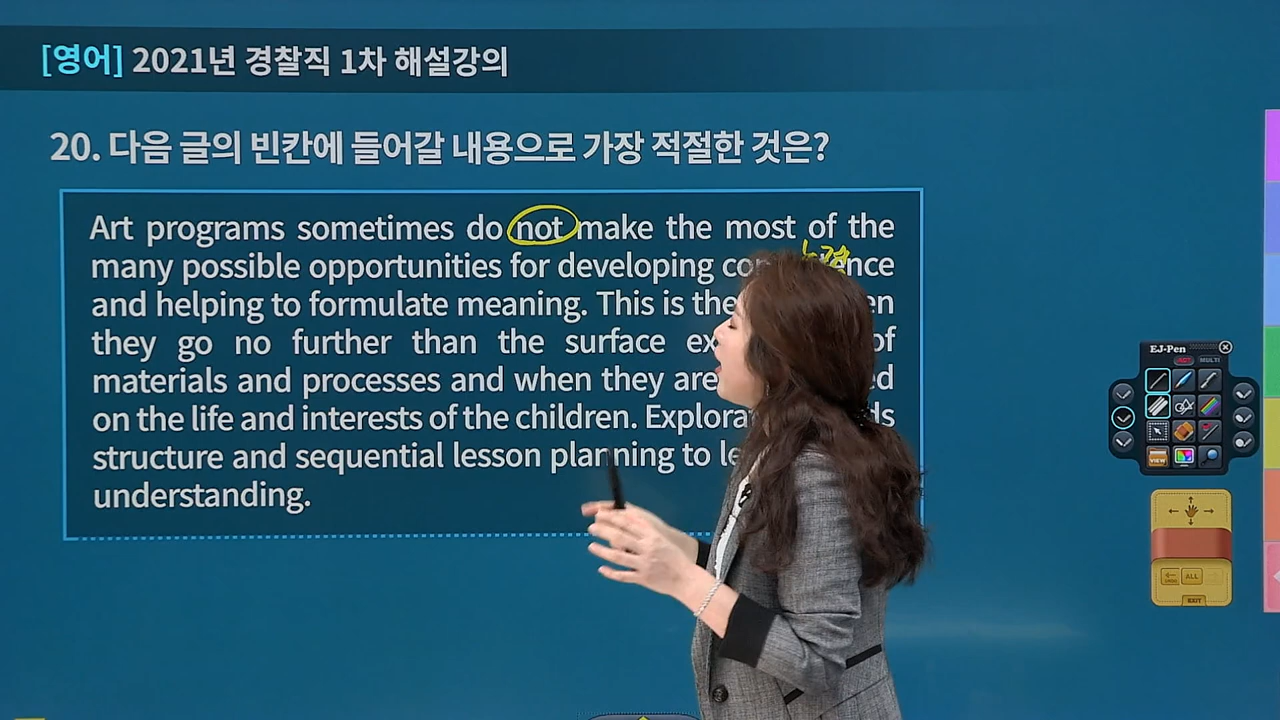 [영어] 2021년 경찰직 1차 해설강의
20. 다음 글의 빈칸에 들어갈 내용으로 가장 적절한 것은?
Art programs sometimes do not make the most of the
many possible opportunities for developing
and helping to formulate meaning. This is the
they go no further than the surface of
materials and processes and when they are
on the life and interests of the children.
structure and sequential lesson planning to
understanding.
EJ-Pen
ACT MULTI
VIEW
ALL
EXIT